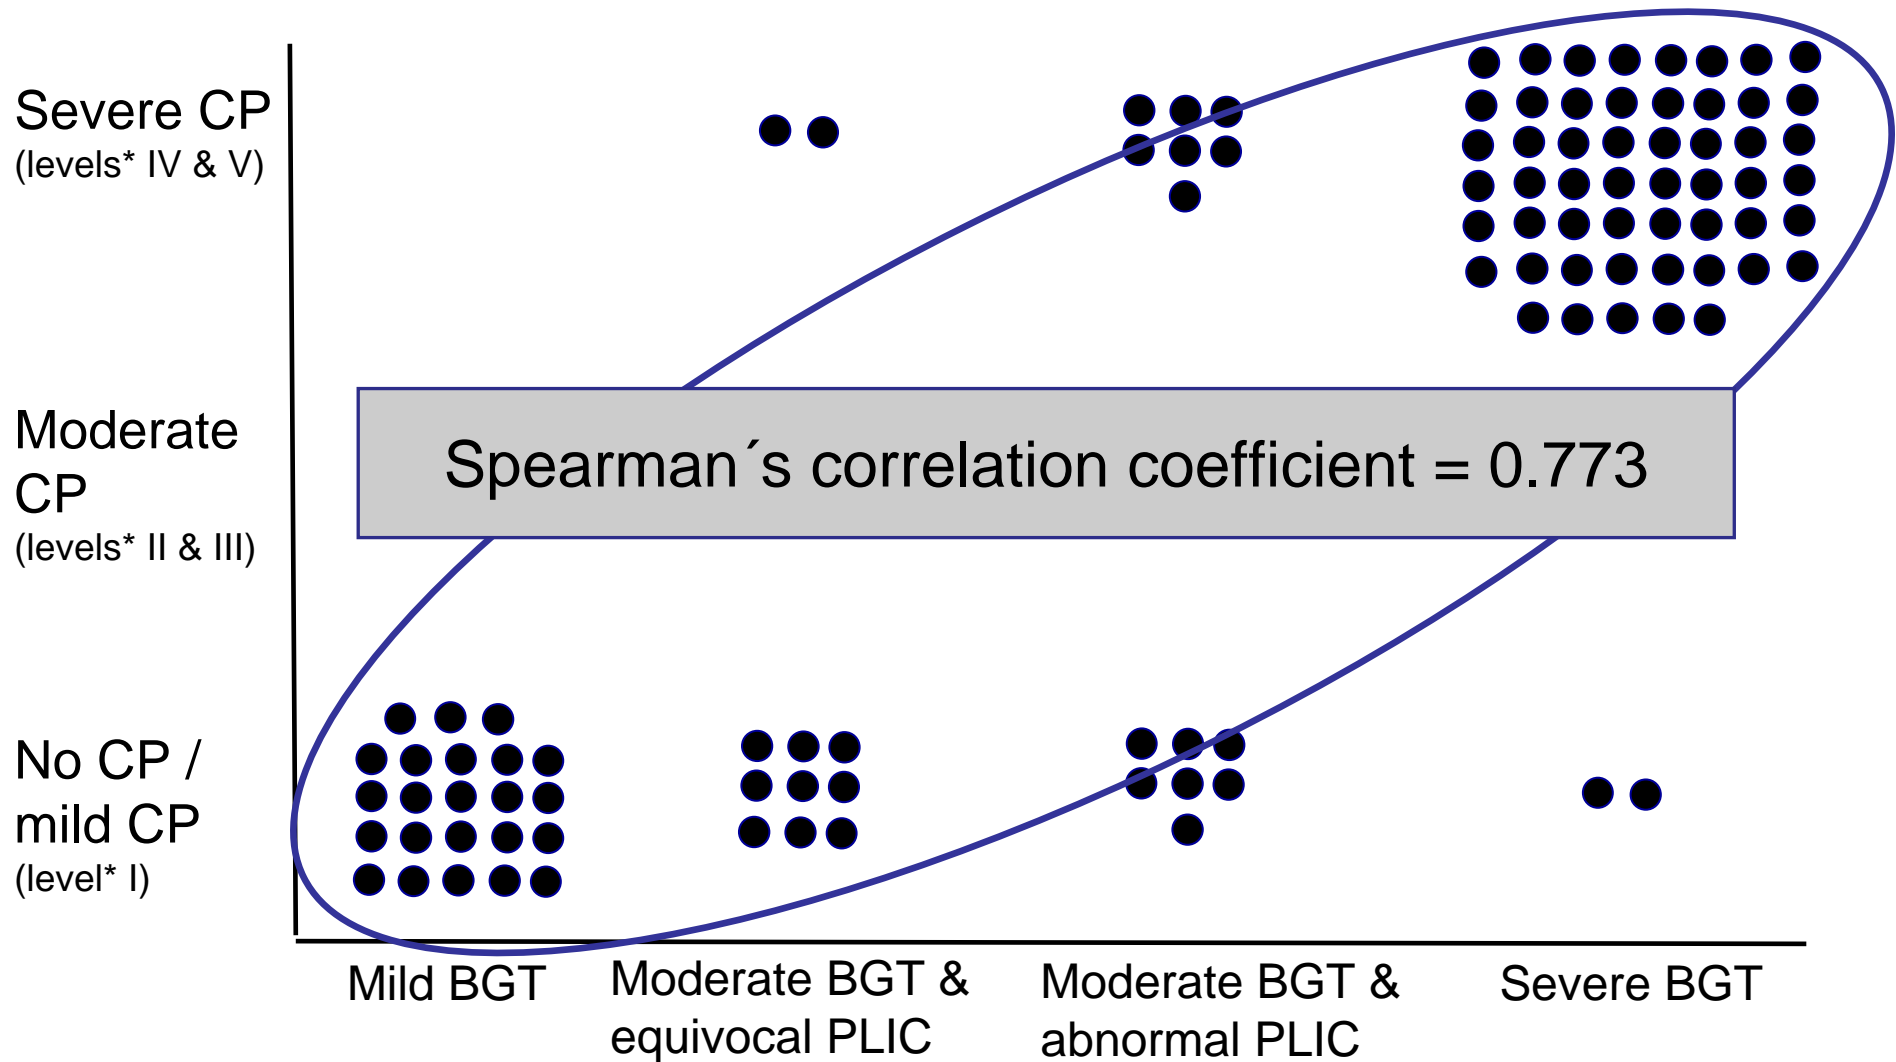 Severe CP
(levels* IV & V)
Moderate
CP
(levels* II & III)
Spearman´s correlation coefficient = 0.773
No CP /
mild CP
(level* I)
Mild BGT
Moderate BGT &
equivocal PLIC
Moderate BGT &
abnormal PLIC
Severe BGT